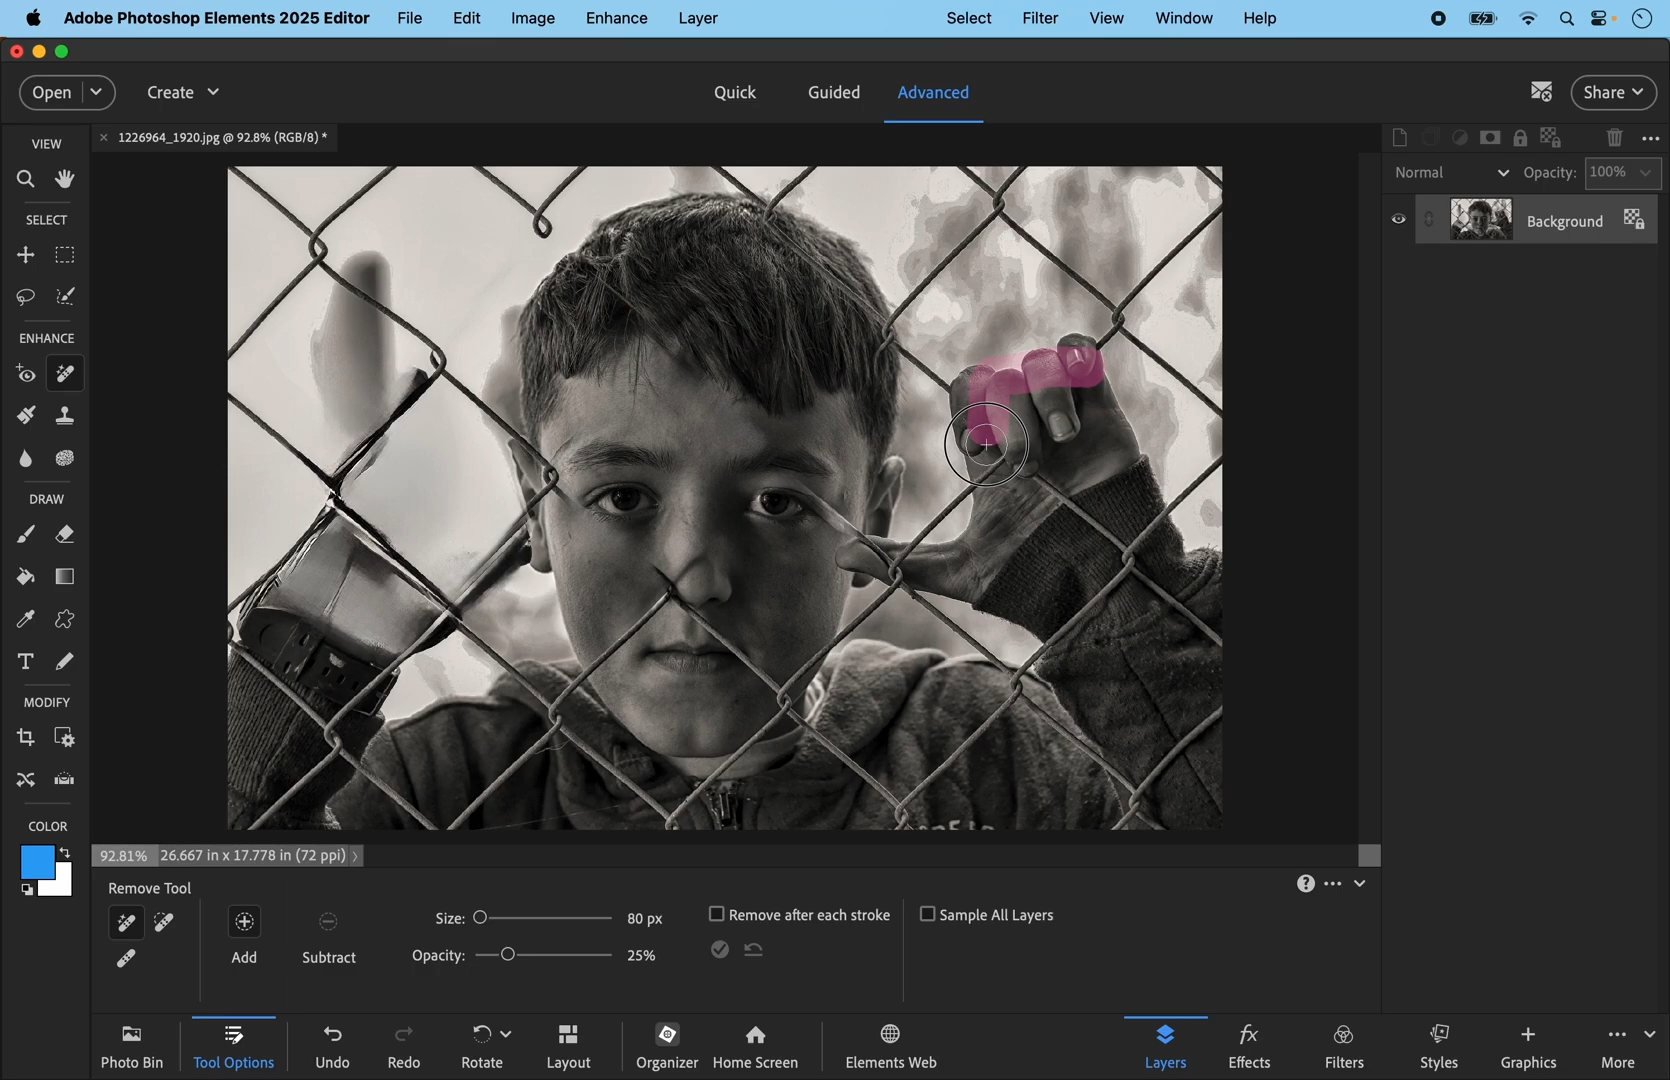 Adobe Photoshop Elements 2025 Editor File Edit Image Enhance Layer Select Filter View Window Help
Open Create Quick Guided Advanced Share
VIEW × 1226964_1920.jpg @ 92.8% (RGB/8) *
Normal Opacity: 100%
SELECT
Background
ENHANCE
DRAW
T
MODIFY
COLOR
92.81% 26.667 in x 17.778 in (72 ppi) >
Remove Tool
Size: 80 px Remove after each stroke Sample All Layers
Add Subtract Opacity: 25%
Photo Bin Tool Options Undo Redo Rotate Layout Organizer Home Screen Elements Web Layers fx Effects Filters Styles Graphics More